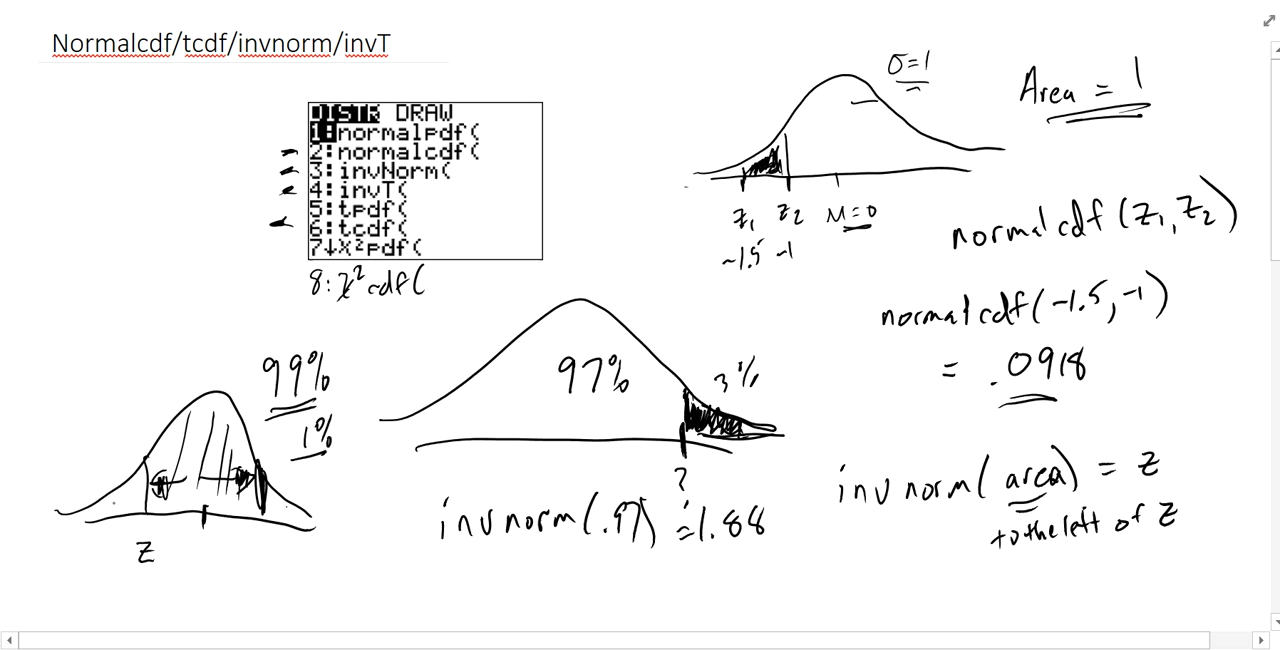 Normalcdf/tcdf/invnorm/invT
DISTR DRAW
1:normalpdf(
2:normalcdf(
3:invNorm(
4:invT(
5:tpdf(
6:tcdf(
7↓X²pdf(
8:χ²cdf(
σ=1
Area = 1
z₁ z₂ μ=0
-1.5 -1
normalcdf(z₁,z₂)
normalcdf(-1.5,-1)
= .0918
99%
1%
z
97%
3%
?
invnorm(.97) = 1.88
invnorm(area) = z
to the left of z